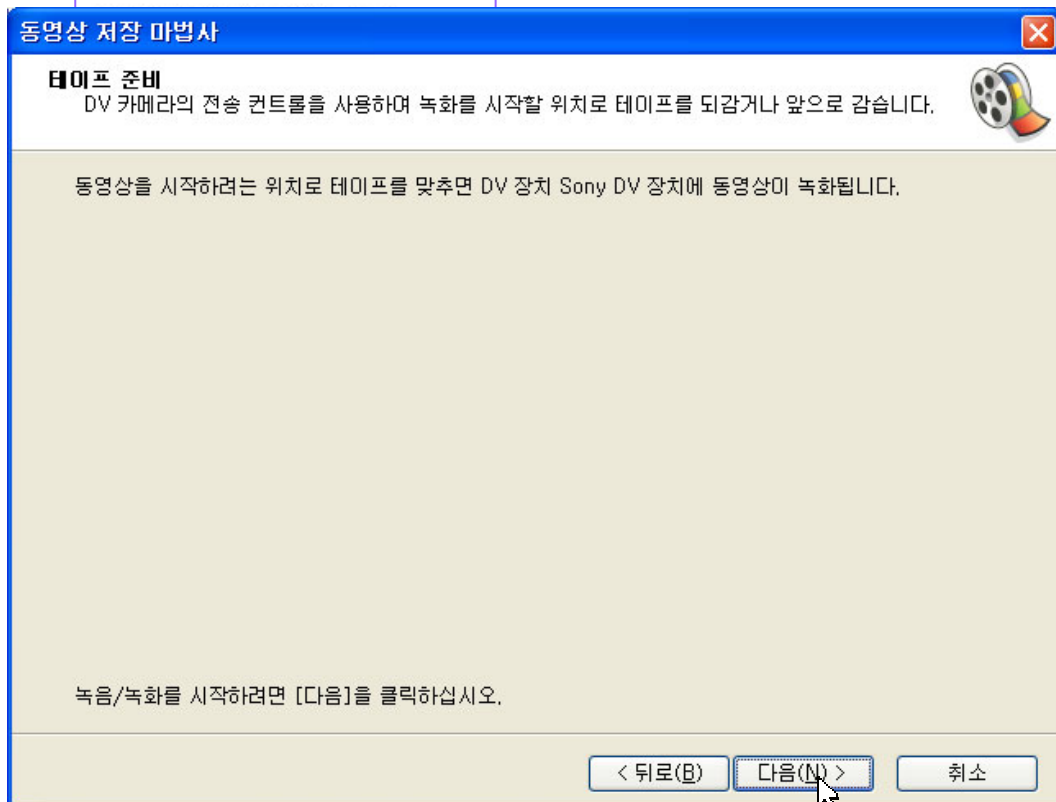 동영상 저장 마법사
테이프 준비
DV 카메라의 전송 컨트롤을 사용하여 녹화를 시작할 위치로 테이프를 되감거나 앞으로 감습니다.
동영상을 시작하려는 위치로 테이프를 맞추면 DV 장치 Sony DV 장치에 동영상이 녹화됩니다.
녹음/녹화를 시작하려면 [다음]을 클릭하십시오.
< 뒤로(B) 다음(N) > 취소